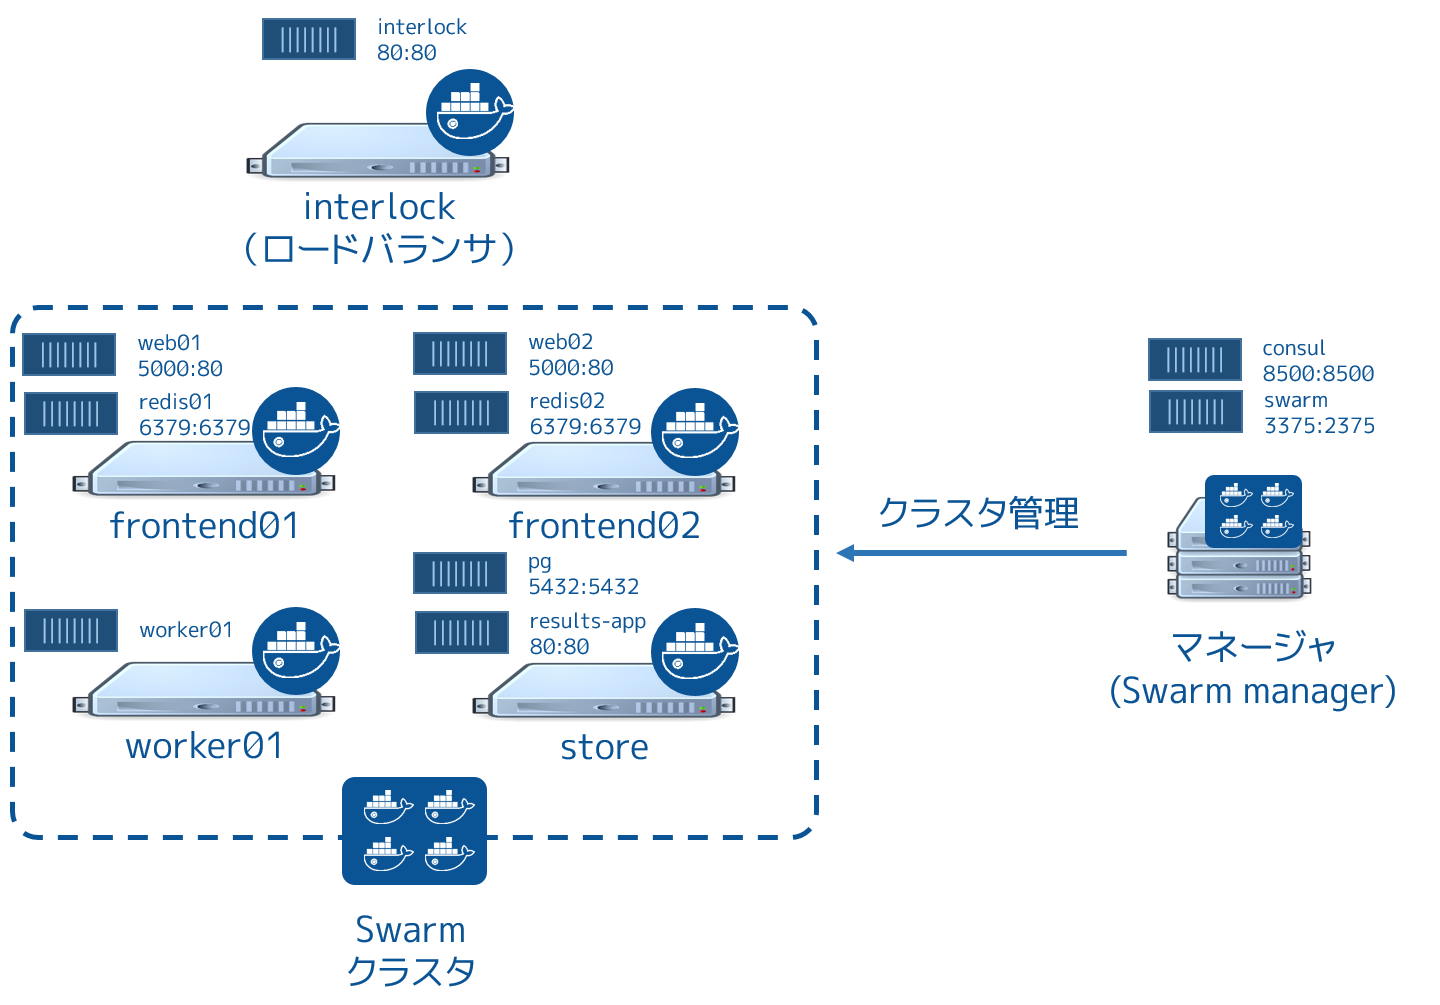 interlock
80:80
interlock
（ロードバランサ）
web01
5000:80
redis01
6379:6379
frontend01
web02
5000:80
redis02
6379:6379
frontend02
worker01
worker01
pg
5432:5432
results-app
80:80
store
Swarm
クラスタ
クラスタ管理
consul
8500:8500
swarm
3375:2375
マネージャ
(Swarm manager)